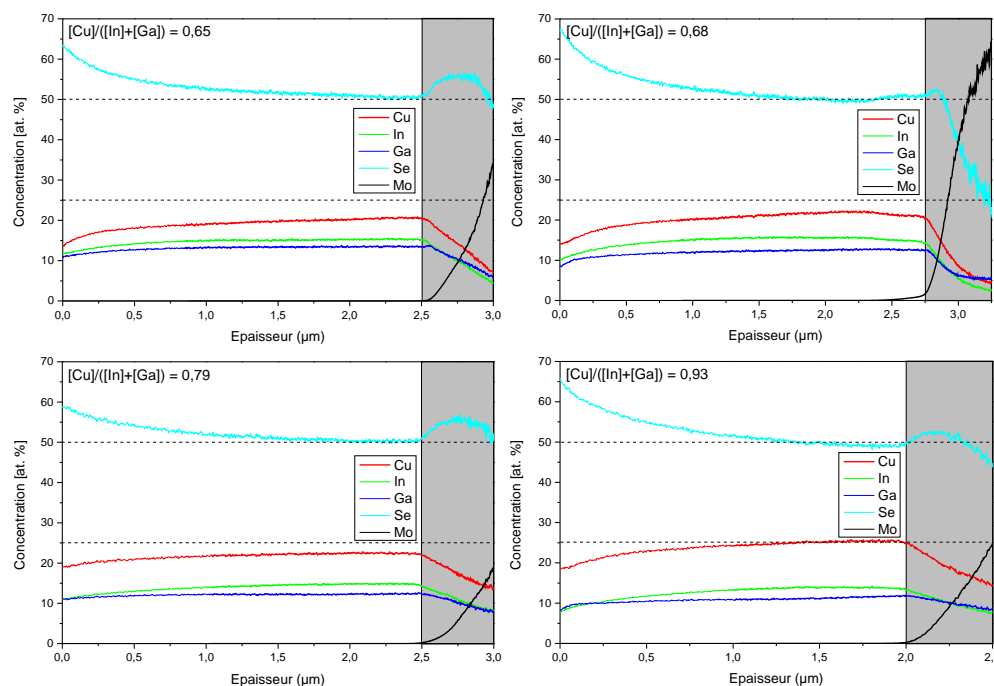 [Cu]/([In]+[Ga]) = 0,65
Concentration [at. %]
70
60
50
40
30
20
10
0
Cu
In
Ga
Se
Mo
0,0 0,5 1,0 1,5 2,0 2,5 3,0
Epaisseur (µm)
[Cu]/([In]+[Ga]) = 0,68
Concentration [at. %]
70
60
50
40
30
20
10
0
Cu
In
Ga
Se
Mo
0,0 0,5 1,0 1,5 2,0 2,5 3,0
Epaisseur (µm)
[Cu]/([In]+[Ga]) = 0,79
Concentration [at. %]
70
60
50
40
30
20
10
0
Cu
In
Ga
Se
Mo
0,0 0,5 1,0 1,5 2,0 2,5 3,0
Epaisseur (µm)
[Cu]/([In]+[Ga]) = 0,93
Concentration [at. %]
70
60
50
40
30
20
10
0
Cu
In
Ga
Se
Mo
0,0 0,5 1,0 1,5 2,0 2,5
Epaisseur (µm)